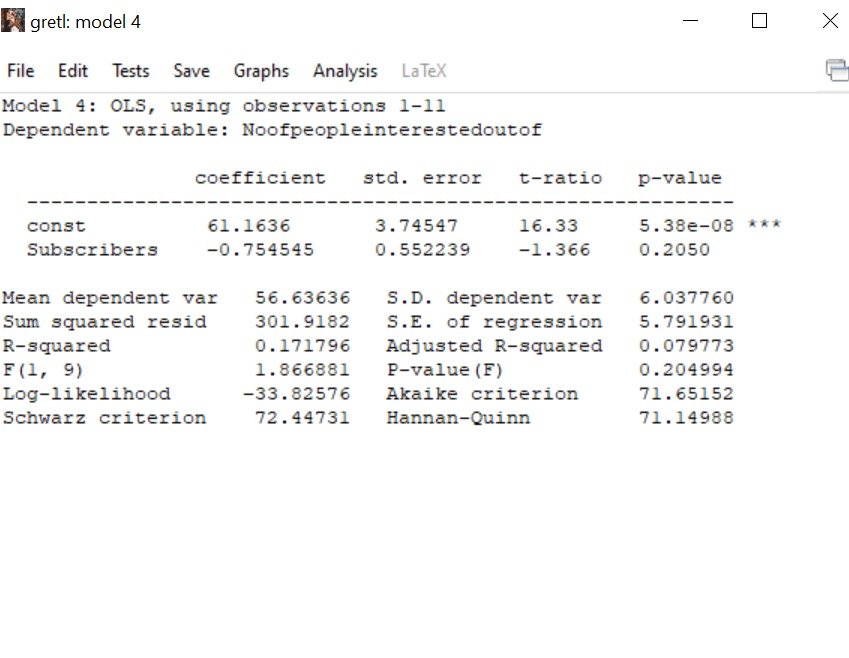 gretl: model 4
File Edit Tests Save Graphs Analysis LaTeX
Model 4: OLS, using observations 1-11
Dependent variable: Noofpeopleinterestedoutof
coefficient std. error t-ratio p-value
---------------------------------------------------------
const 61.1636 3.74547 16.33 5.38e-08 ***
Subscribers -0.754545 0.552239 -1.366 0.2050
Mean dependent var 56.63636 S.D. dependent var 6.037760
Sum squared resid 301.9182 S.E. of regression 5.791931
R-squared 0.171796 Adjusted R-squared 0.079773
F(1, 9) 1.866881 P-value(F) 0.204994
Log-likelihood -33.82576 Akaike criterion 71.65152
Schwarz criterion 72.44731 Hannan-Quinn 71.14988